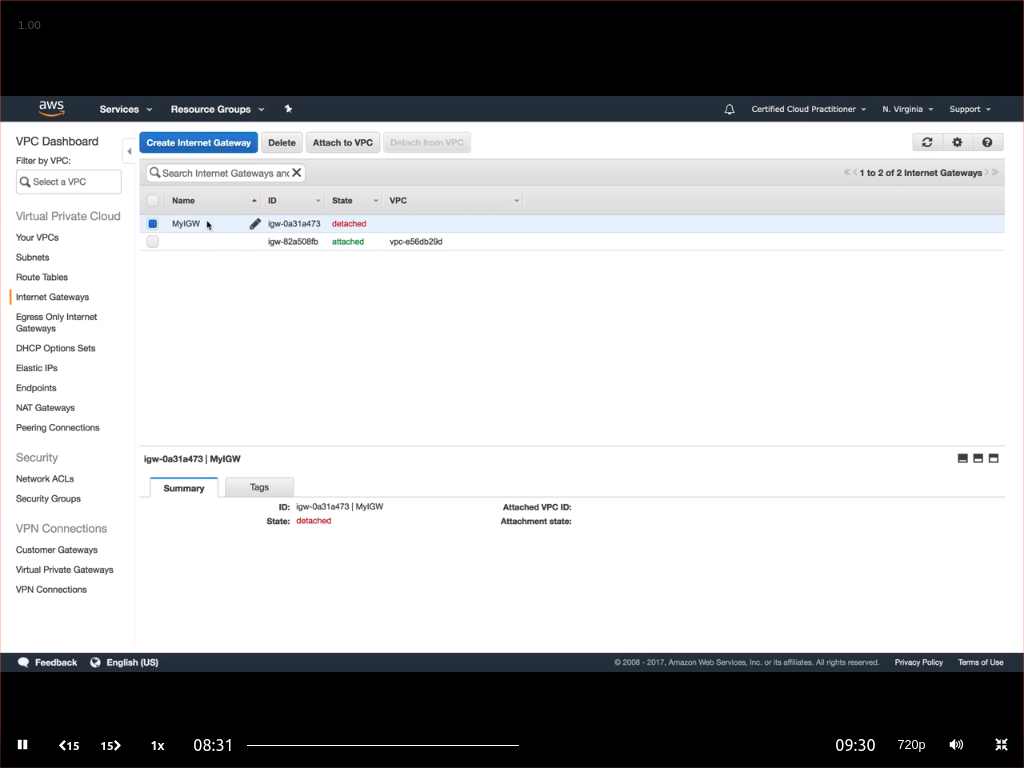 1.00
aws
Services
Resource Groups
Certified Cloud Practitioner
N. Virginia
Support
VPC Dashboard
Filter by VPC:
Select a VPC
Virtual Private Cloud
Your VPCs
Subnets
Route Tables
Internet Gateways
Egress Only Internet
Gateways
DHCP Options Sets
Elastic IPs
Endpoints
NAT Gateways
Peering Connections
Security
Network ACLs
Security Groups
VPN Connections
Customer Gateways
Virtual Private Gateways
VPN Connections
Create Internet Gateway
Delete
Attach to VPC
Detach from VPC
Search Internet Gateways and
1 to 2 of 2 Internet Gateways
Name ID State VPC
MyIGW igw-0a31a473 detached
igw-82a508fb attached vpc-e56db29d
igw-0a31a473 | MyIGW
Summary
Tags
ID: igw-0a31a473 | MyIGW Attached VPC ID:
State: detached Attachment state:
Feedback
English (US)
© 2008 - 2017, Amazon Web Services, Inc. or its affiliates. All rights reserved.
Privacy Policy
Terms of Use
15
15
1x
08:31
09:30
720p